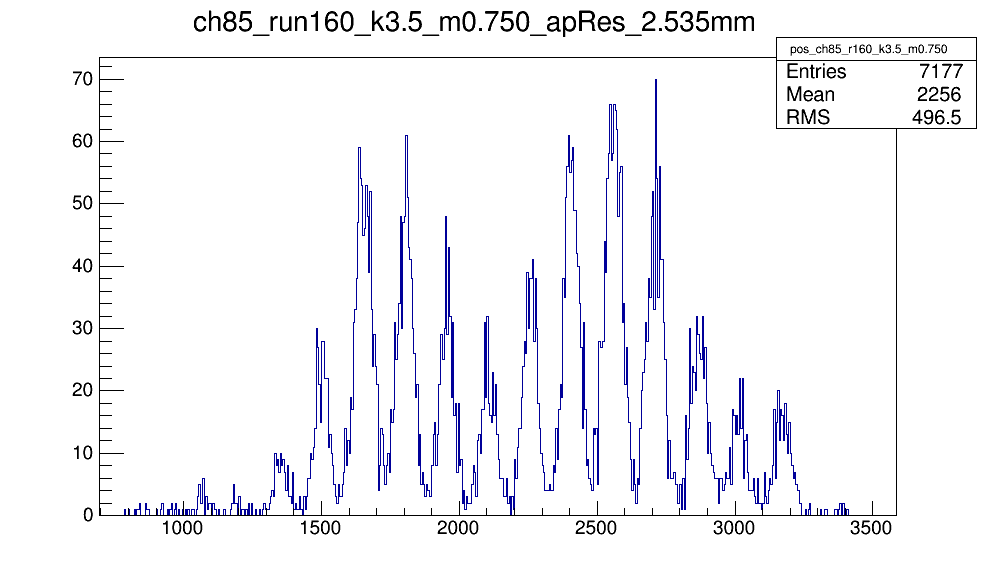 ch85_run160_k3.5_m0.750_apRes_2.535mm
pos_ch85_r160_k3.5_m0.750
Entries 7177
Mean 2256
RMS 496.5
70
60
50
40
30
20
10
0
1000 1500 2000 2500 3000 3500